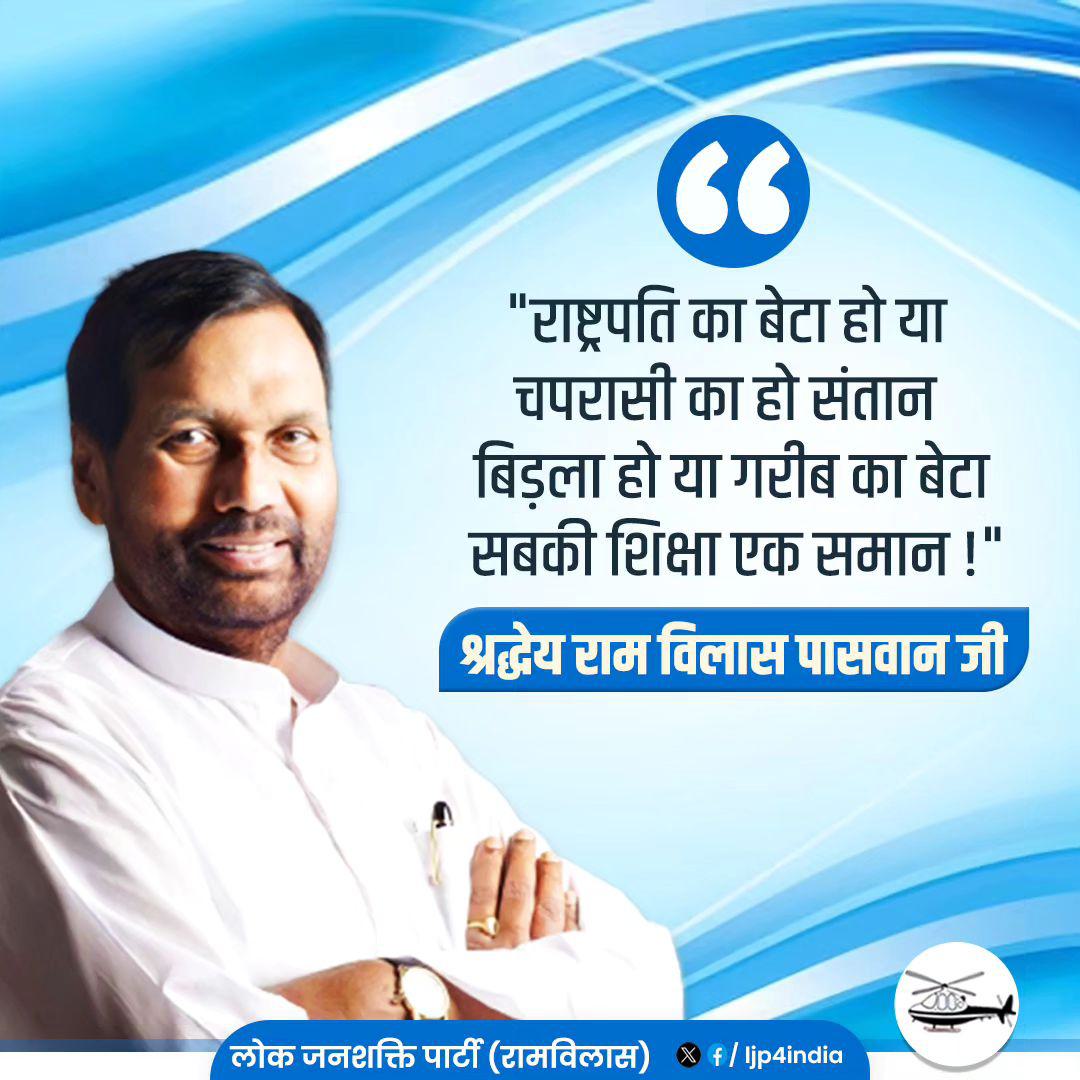 "राष्ट्रपति का बेटा हो या
चपरासी का हो संतान
बिड़ला हो या गरीब का बेटा
सबकी शिक्षा एक समान !"
श्रद्धेय राम विलास पासवान जी
लोक जनशक्ति पार्टी (रामविलास) X f / ljp4india